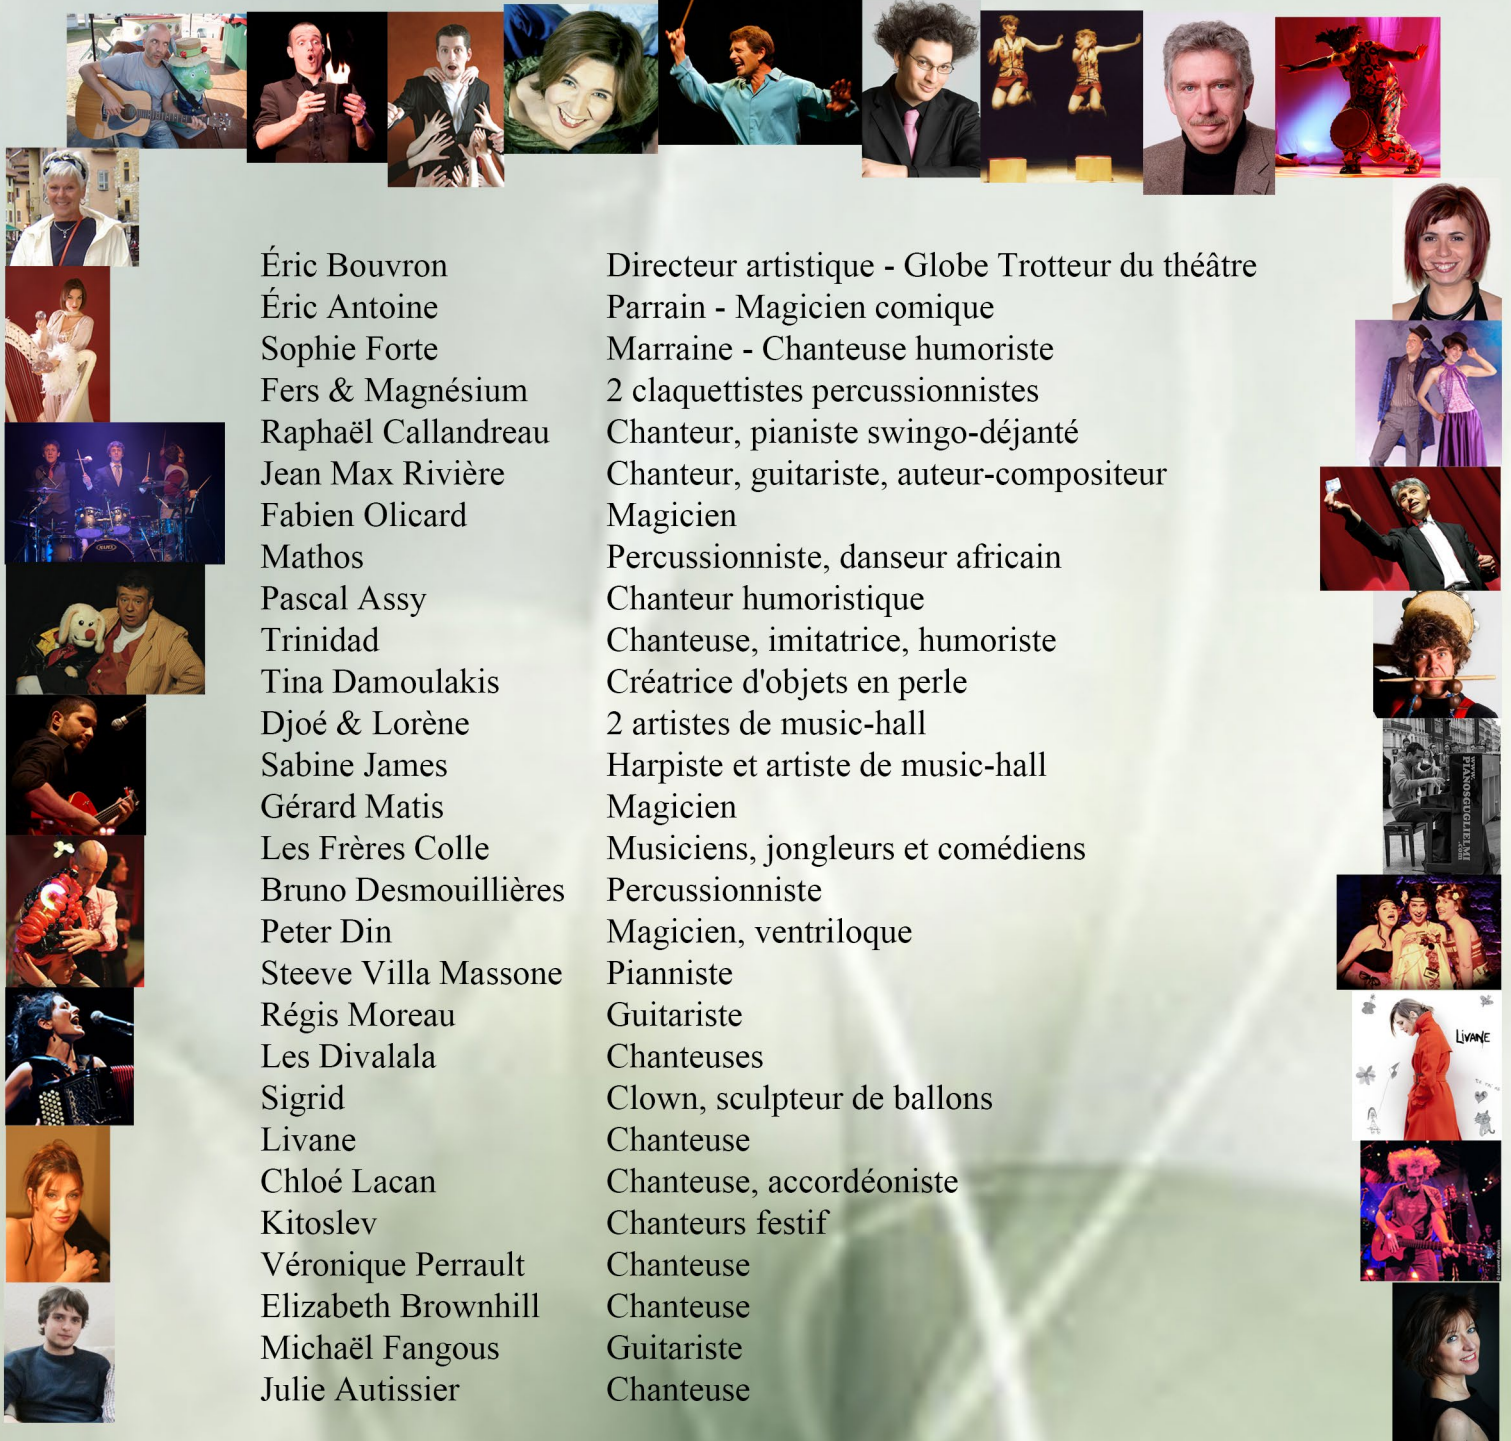 Éric Bouvron Directeur artistique - Globe Trotteur du théâtre
Éric Antoine Parrain - Magicien comique
Sophie Forte Marraine - Chanteuse humoriste
Fers & Magnésium 2 claquettistes percussionnistes
Raphaël Callandreau Chanteur, pianiste swingo-déjanté
Jean Max Rivière Chanteur, guitariste, auteur-compositeur
Fabien Olicard Magicien
Mathos Percussionniste, danseur africain
Pascal Assy Chanteur humoristique
Trinidad Chanteuse, imitatrice, humoriste
Tina Damoulakis Créatrice d'objets en perle
Djoé & Lorène 2 artistes de music-hall
Sabine James Harpiste et artiste de music-hall
Gérard Matis Magicien
Les Frères Colle Musiciens, jongleurs et comédiens
Bruno Desmouillières Percussionniste
Peter Din Magicien, ventriloque
Steeve Villa Massone Pianniste
Régis Moreau Guitariste
Les Divalala Chanteuses
Sigrid Clown, sculpteur de ballons
Livane Chanteuse
Chloé Lacan Chanteuse, accordéoniste
Kitoslev Chanteurs festif
Véronique Perrault Chanteuse
Elizabeth Brownhill Chanteuse
Michaël Fangous Guitariste
Julie Autissier Chanteuse
www.
PIANOSGUGLIELMI
.com
LIVANE